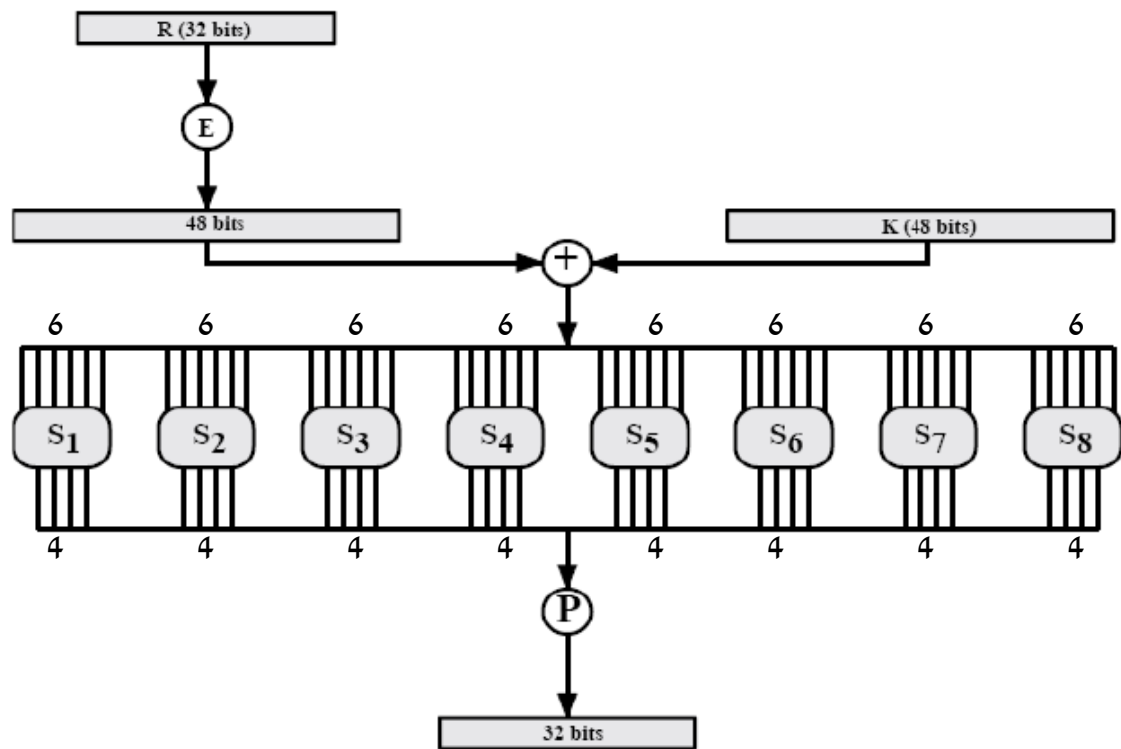 R (32 bits)
E
48 bits
K (48 bits)
+
6 6 6 6 6 6 6 6
S1 S2 S3 S4 S5 S6 S7 S8
4 4 4 4 4 4 4 4
P
32 bits